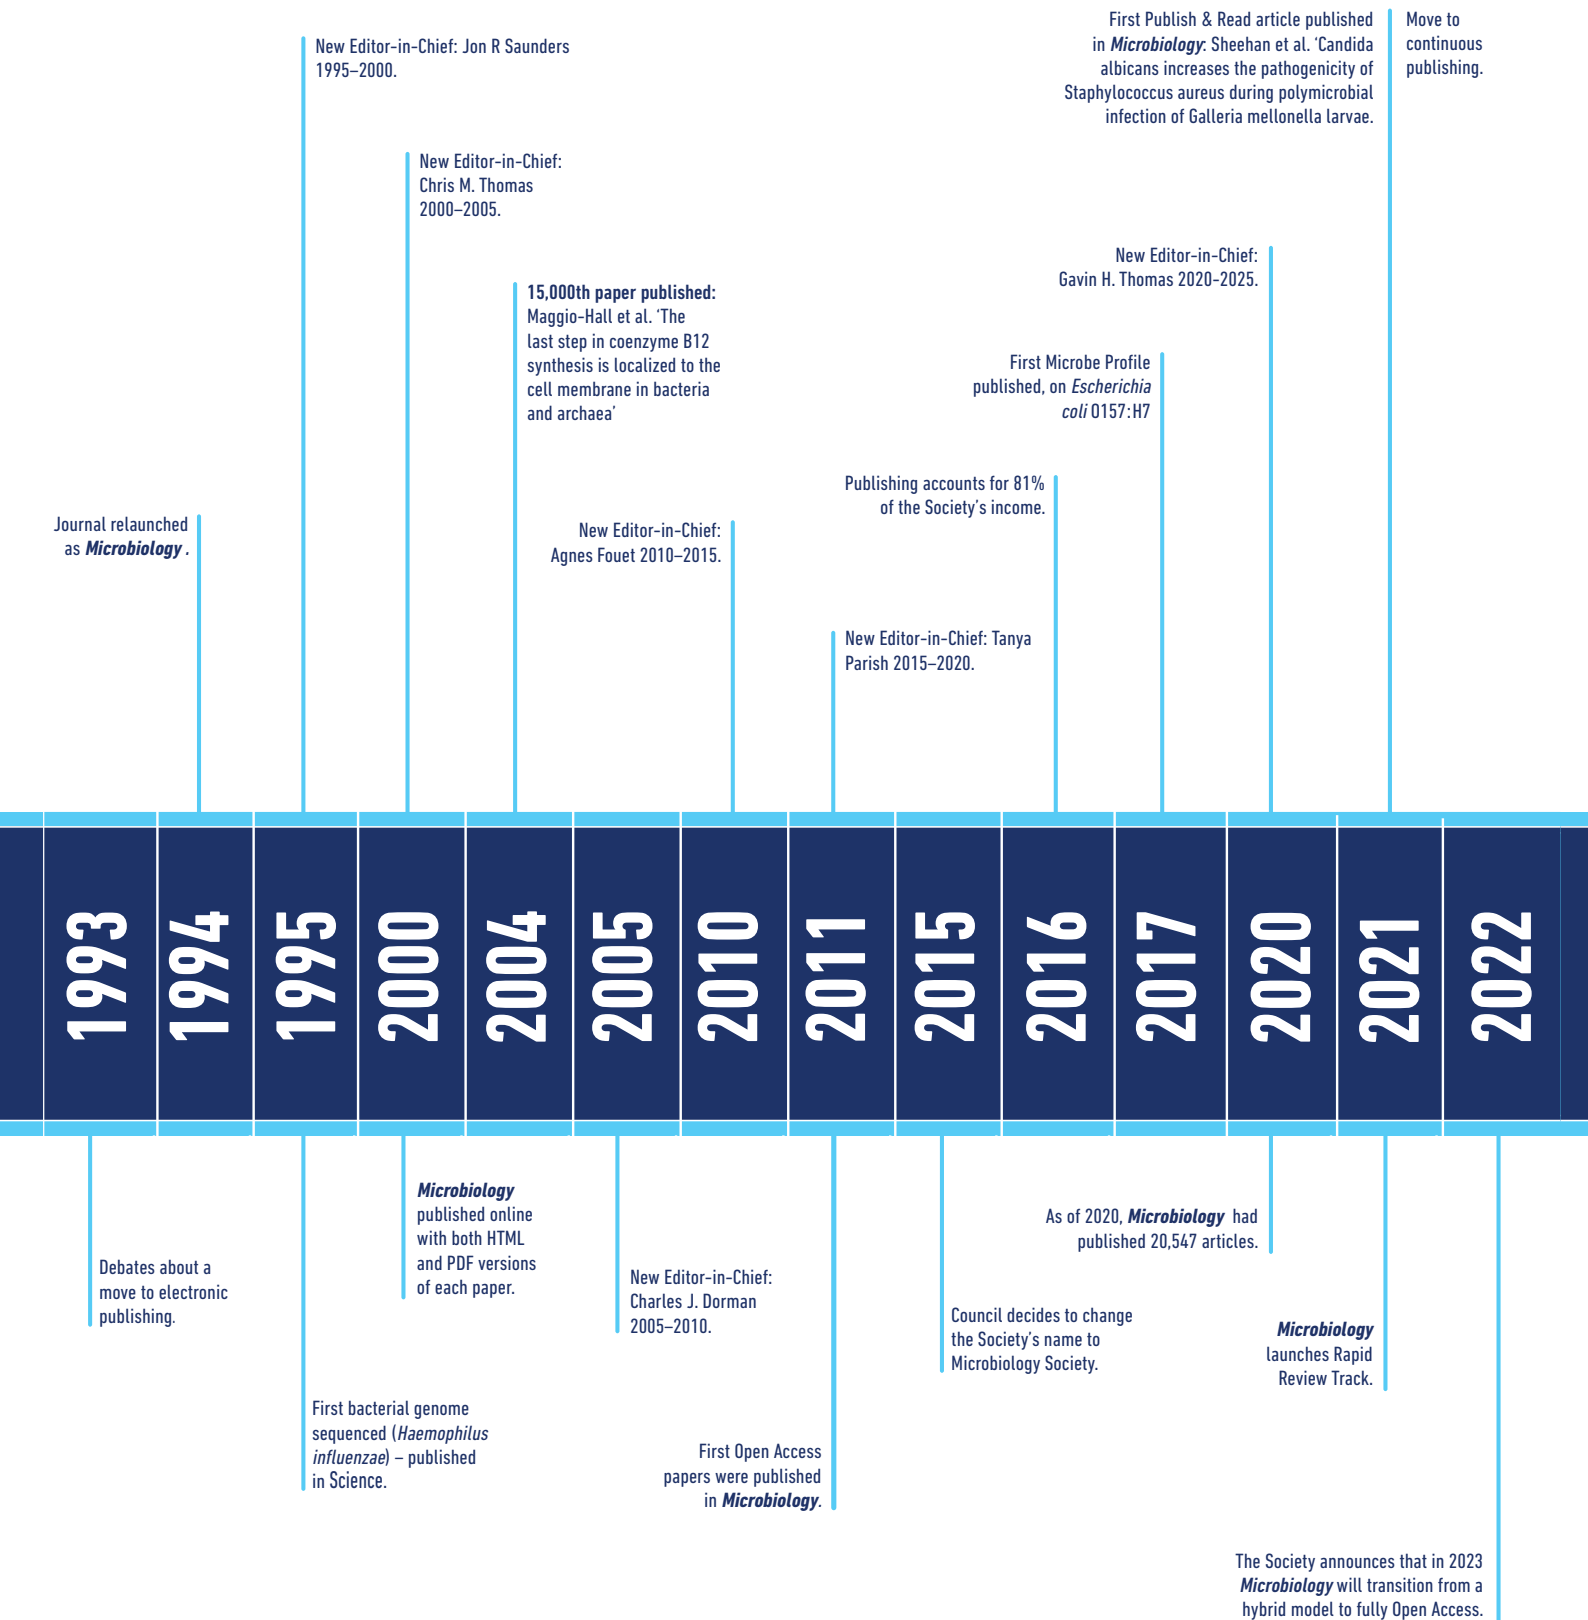 New Editor-in-Chief: Jon R Saunders
1995–2000.
First Publish & Read article published
in Microbiology: Sheehan et al. ‘Candida
albicans increases the pathogenicity of
Staphylococcus aureus during polymicrobial
infection of Galleria mellonella larvae.
Move to
continuous
publishing.
New Editor-in-Chief:
Chris M. Thomas
2000–2005.
New Editor-in-Chief:
Gavin H. Thomas 2020-2025.
15,000th paper published:
Maggio-Hall et al. ‘The
last step in coenzyme B12
synthesis is localized to the
cell membrane in bacteria
and archaea’
First Microbe Profile
published, on Escherichia
coli O157:H7
Publishing accounts for 81%
of the Society’s income.
Journal relaunched
as Microbiology .
New Editor-in-Chief:
Agnes Fouet 2010–2015.
New Editor-in-Chief: Tanya
Parish 2015–2020.
1993
1994
1995
2000
2004
2005
2010
2011
2015
2016
2017
2020
2021
2022
Debates about a
move to electronic
publishing.
First bacterial genome
sequenced (Haemophilus
influenzae) – published
in Science.
Microbiology
published online
with both HTML
and PDF versions
of each paper.
New Editor-in-Chief:
Charles J. Dorman
2005–2010.
First Open Access
papers were published
in Microbiology.
Council decides to change
the Society’s name to
Microbiology Society.
As of 2020, Microbiology had
published 20,547 articles.
Microbiology
launches Rapid
Review Track.
The Society announces that in 2023
Microbiology will transition from a
hybrid model to fully Open Access.